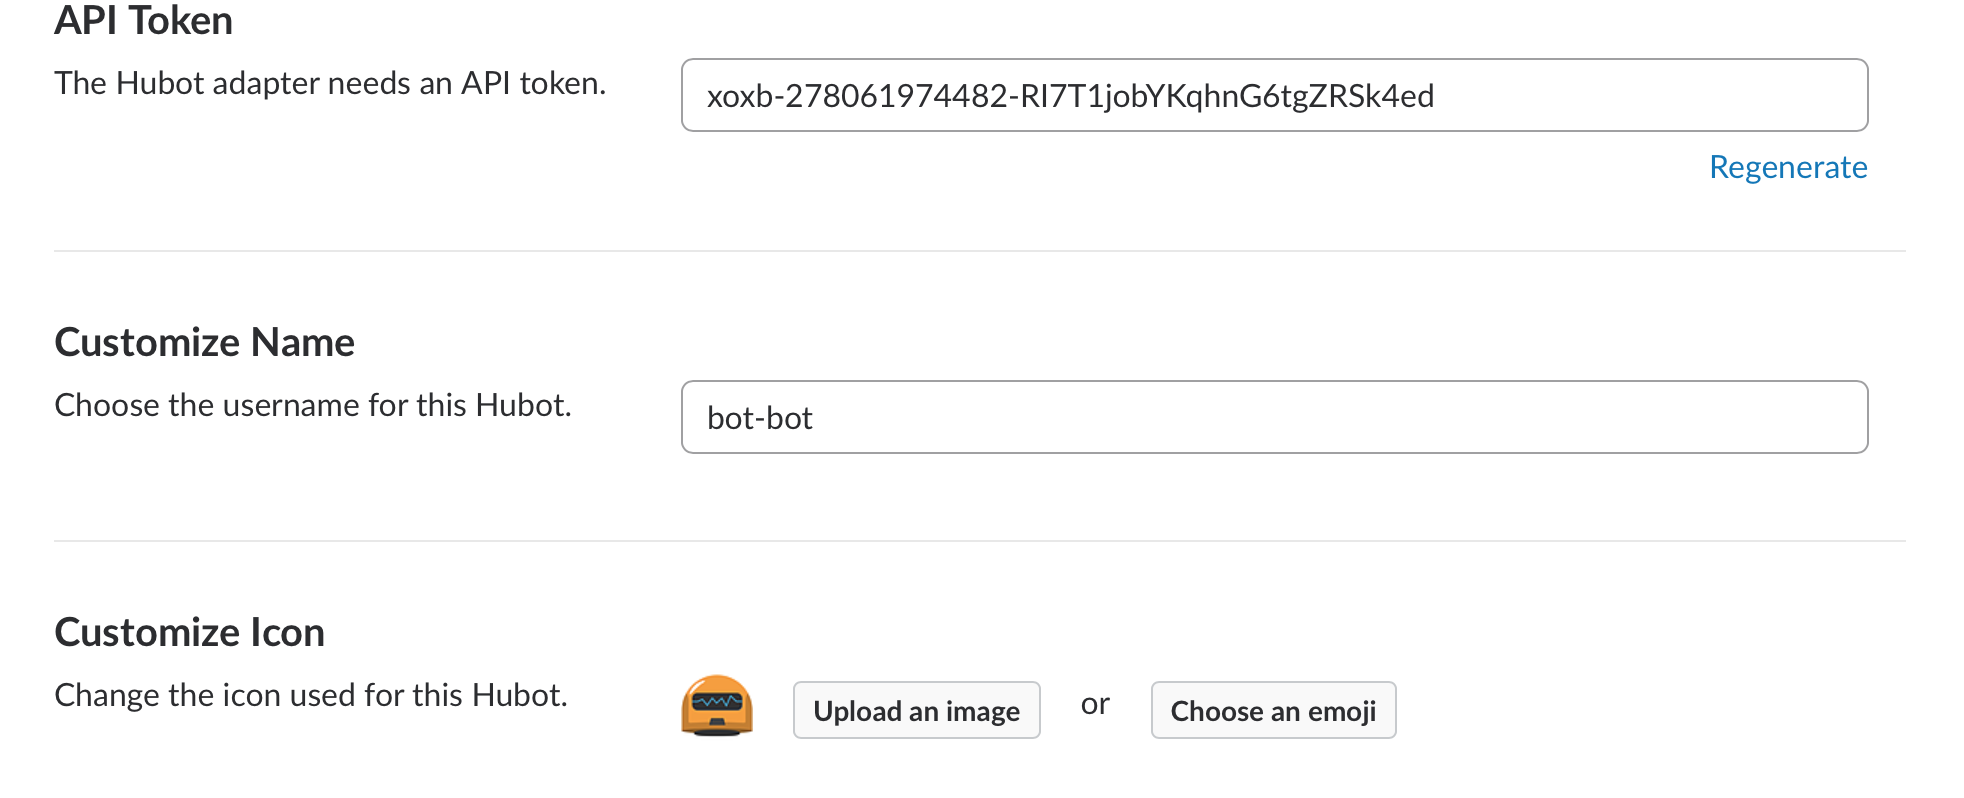 API Token
The Hubot adapter needs an API token.
xoxb-278061974482-RI7T1jobYKqhnG6tgZRSk4ed
Regenerate
Customize Name
Choose the username for this Hubot.
bot-bot
Customize Icon
Change the icon used for this Hubot.
Upload an image or Choose an emoji